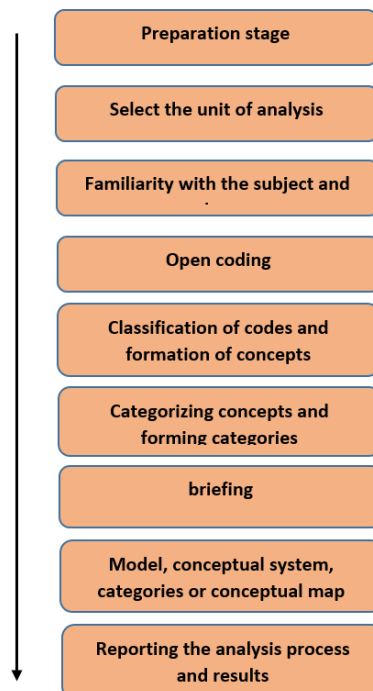 Preparation stage
Select the unit of analysis
Familiarity with the subject and
Open coding
Classification of codes and
formation of concepts
Categorizing concepts and
forming categories
briefing
Model, conceptual system,
categories or conceptual map
Reporting the analysis process
and results